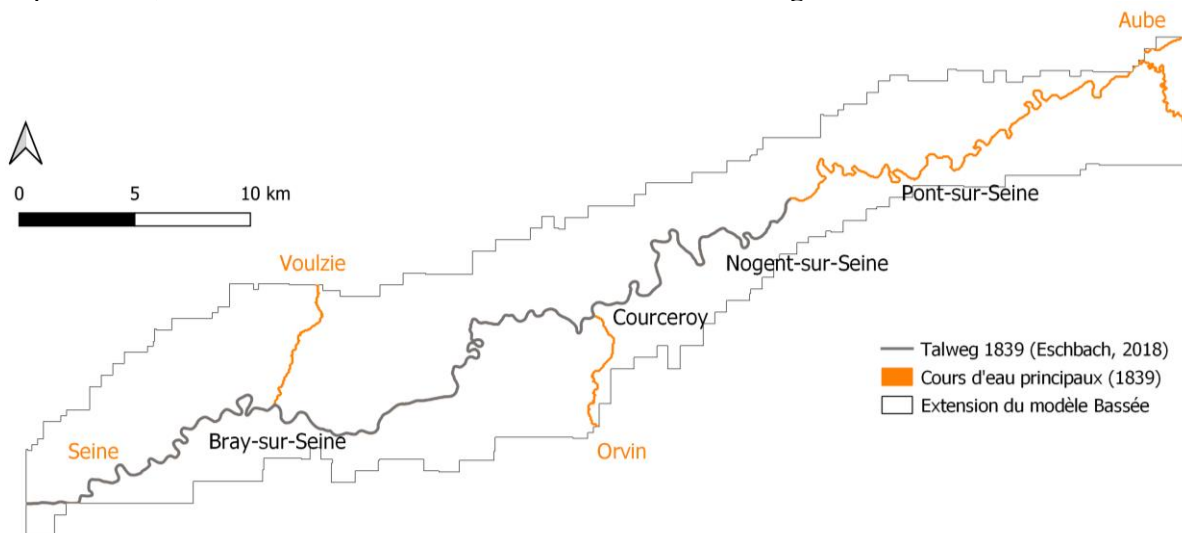 Aube
0 5 10 km
Pont-sur-Seine
Voulzie
Nogent-sur-Seine
Courceroy
Talweg 1839 (Eschbach, 2018)
Cours d'eau principaux (1839)
Extension du modèle Bassée
Bray-sur-Seine
Seine
Orvin